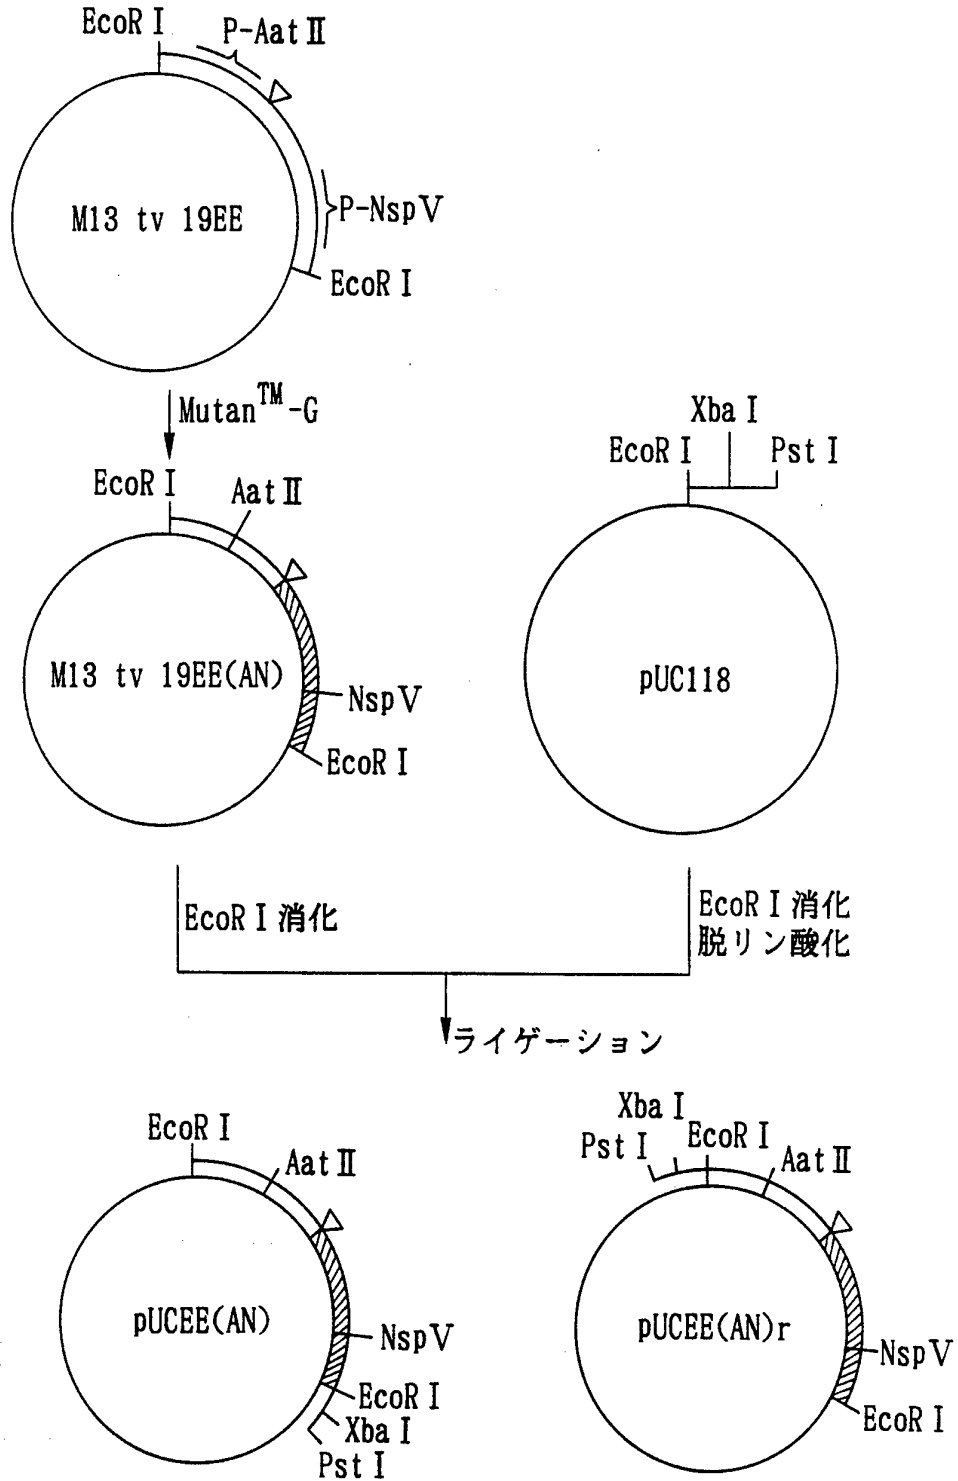 EcoR I
P-Aat II
M13 tv 19EE
P-NspV
EcoR I
Mutan™-G
EcoR I
Aat II
M13 tv 19EE(AN)
NspV
EcoR I
Xba I
EcoR I
Pst I
pUC118
EcoR I 消化
EcoR I 消化
脱リン酸化
ライゲーション
EcoR I
Aat II
pUCEE(AN)
NspV
EcoR I
Xba I
Pst I
Xba I
Pst I
EcoR I
Aat II
pUCEE(AN)r
NspV
EcoR I